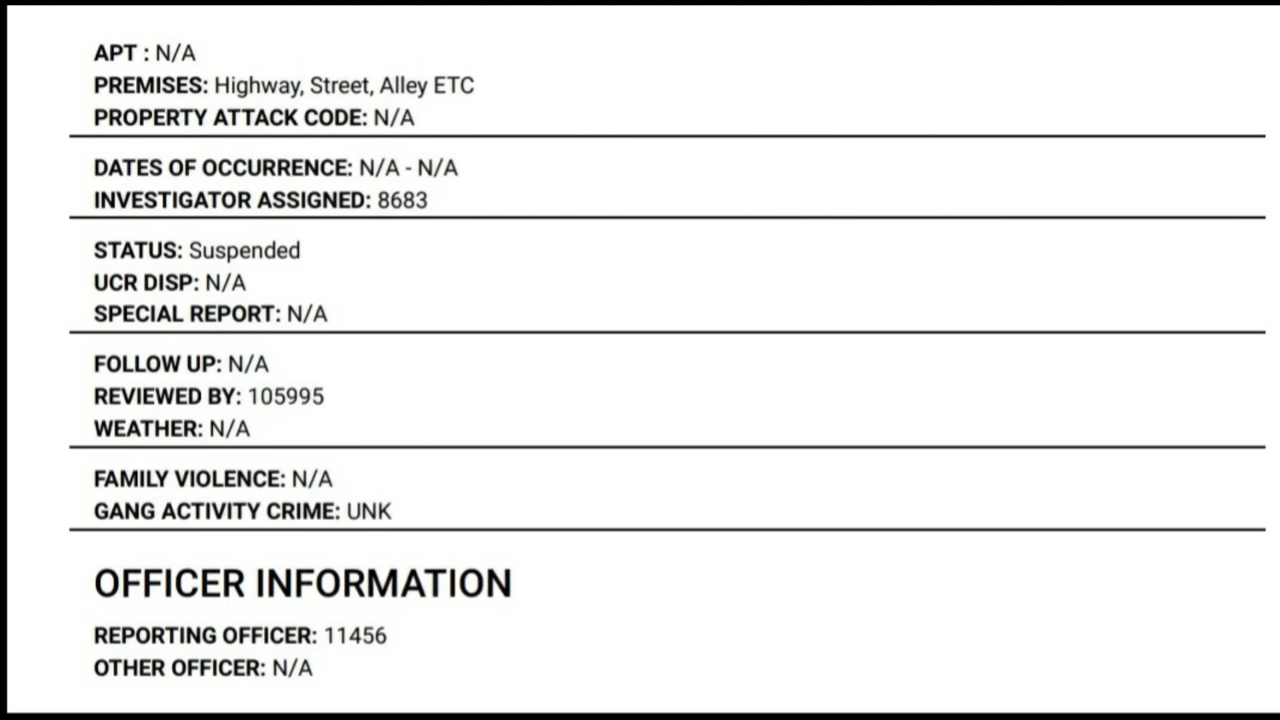 APT : N/A
PREMISES: Highway, Street, Alley ETC
PROPERTY ATTACK CODE: N/A
DATES OF OCCURRENCE: N/A - N/A
INVESTIGATOR ASSIGNED: 8683
STATUS: Suspended
UCR DISP: N/A
SPECIAL REPORT: N/A
FOLLOW UP: N/A
REVIEWED BY: 105995
WEATHER: N/A
FAMILY VIOLENCE: N/A
GANG ACTIVITY CRIME: UNK
OFFICER INFORMATION
REPORTING OFFICER: 11456
OTHER OFFICER: N/A